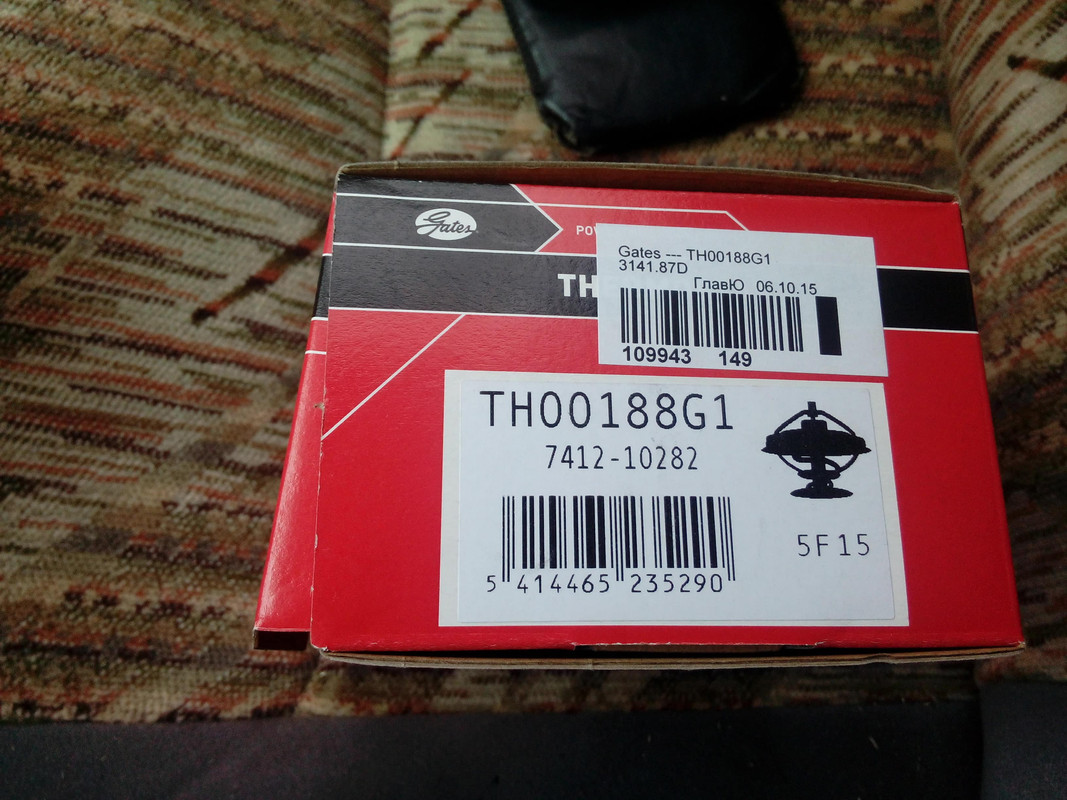 Gates
Gates --- TH00188G1
3141.87D
ГлавЮ 06.10.15
109943 149
TH00188G1
7412-10282
5F15
5 414465 235290